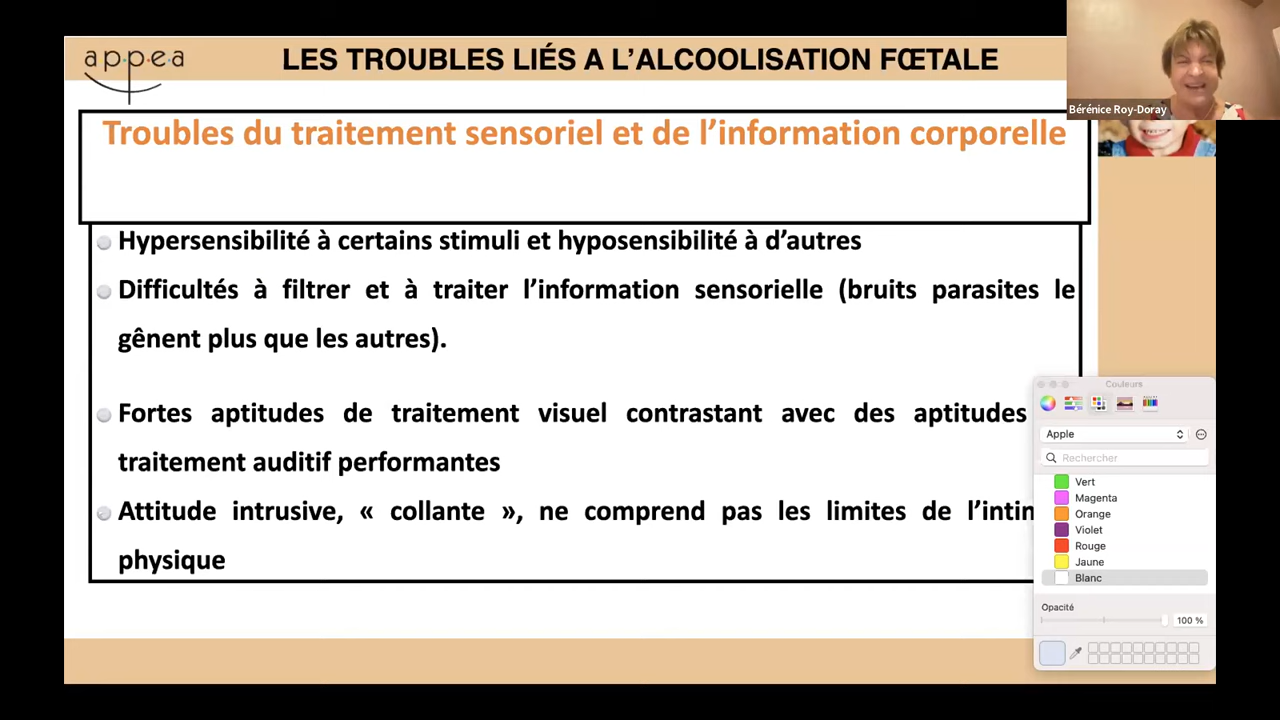 appea
LES TROUBLES LIÉS A L’ALCOOLISATION FŒTALE
Bérénice Roy-Doray
Troubles du traitement sensoriel et de l’information corporelle
Hypersensibilité à certains stimuli et hyposensibilité à d’autres
Difficultés à filtrer et à traiter l’information sensorielle (bruits parasites le
gênent plus que les autres).
Fortes aptitudes de traitement visuel contrastant avec des aptitudes
traitement auditif performantes
Attitude intrusive, « collante », ne comprend pas les limites de
physique
Couleurs
Apple
Rechercher
Vert
Magenta
Orange
Violet
Rouge
Jaune
Blanc
Opacité
100 %